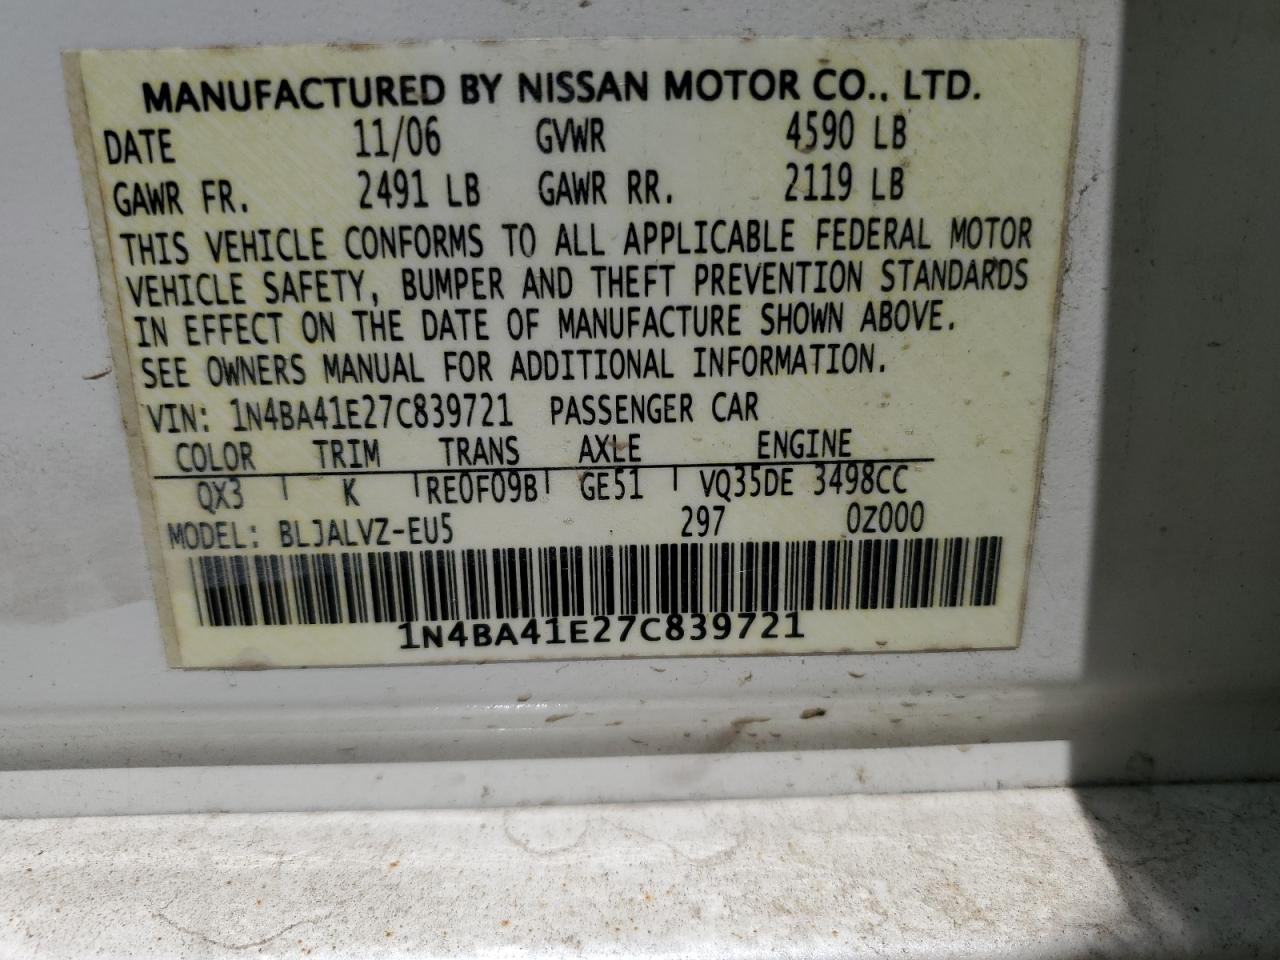 MANUFACTURED BY NISSAN MOTOR CO., LTD.
DATE 11/06 GVWR 4590 LB
GAWR FR. 2491 LB GAWR RR. 2119 LB
THIS VEHICLE CONFORMS TO ALL APPLICABLE FEDERAL MOTOR
VEHICLE SAFETY, BUMPER AND THEFT PREVENTION STANDARDS
IN EFFECT ON THE DATE OF MANUFACTURE SHOWN ABOVE.
SEE OWNERS MANUAL FOR ADDITIONAL INFORMATION.
VIN: 1N4BA41E27C839721 PASSENGER CAR
COLOR TRIM TRANS AXLE ENGINE
QX3 K RE0F09B GE51 VQ35DE 3498CC
MODEL: BLJALVZ-EU5 297 0Z000
1N4BA41E27C839721